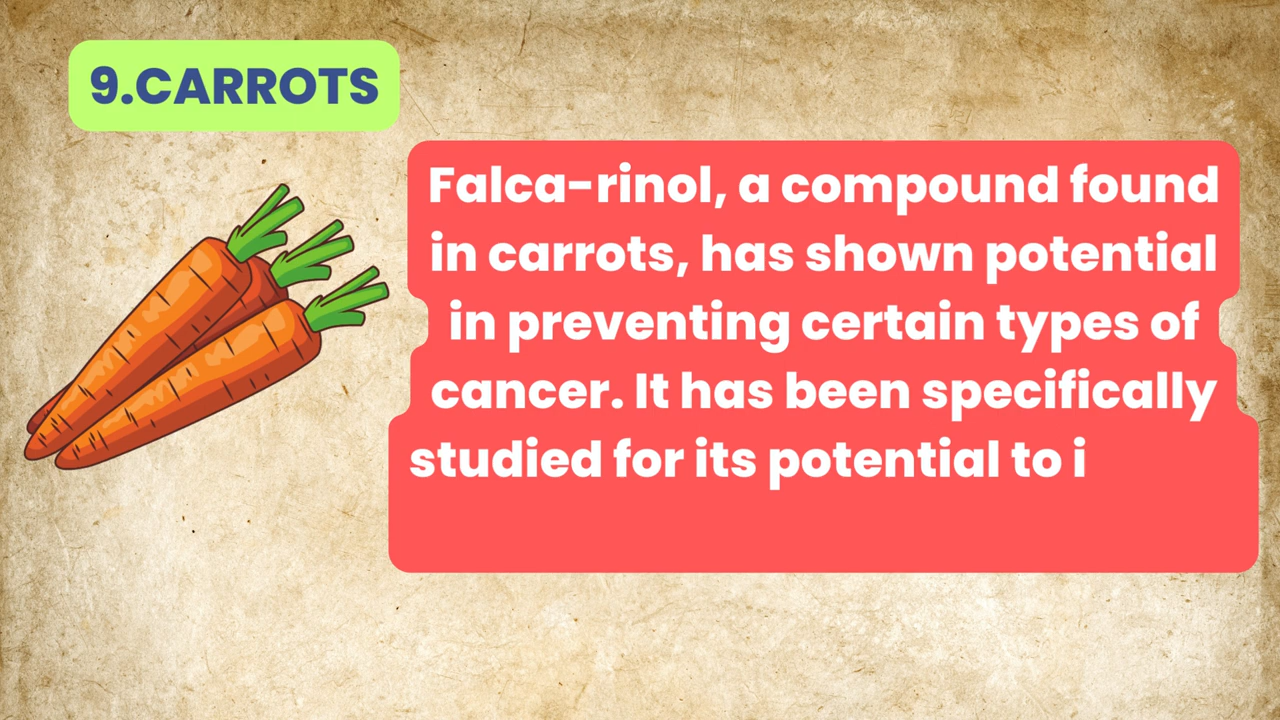 9.CARROTS
Falca-rinol, a compound found
in carrots, has shown potential
in preventing certain types of
cancer. It has been specifically
studied for its potential to i